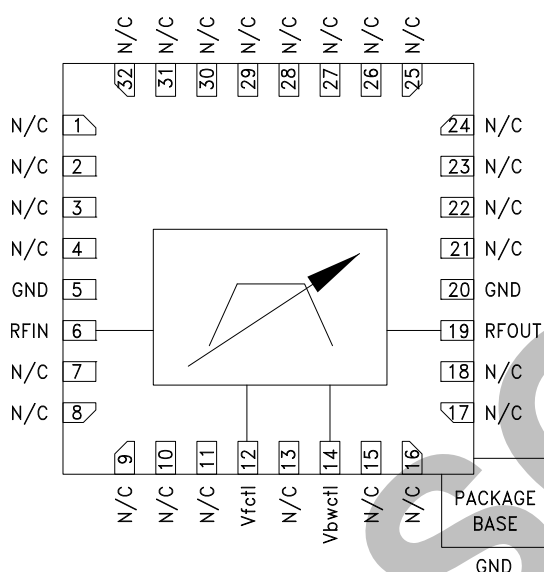 N/C N/C N/C N/C N/C N/C N/C N/C
32 31 30 29 28 27 26 25
N/C 1
N/C 2
N/C 3
N/C 4
GND 5
RFIN 6
N/C 7
N/C 8
24 N/C
23 N/C
22 N/C
21 N/C
20 GND
19 RFOUT
18 N/C
17 N/C
9 10 11 12 13 14 15 16
N/C N/C N/C Vfctl N/C Vbwctl N/C N/C
PACKAGE
BASE
GND